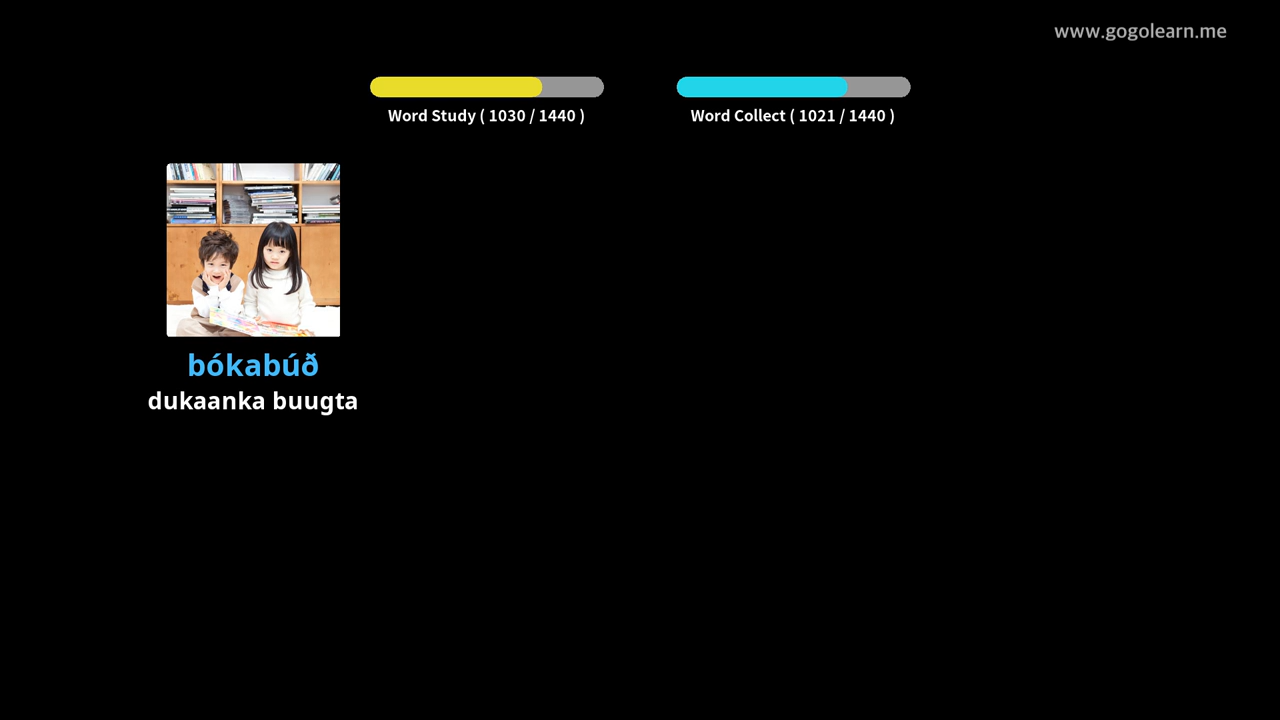 www.gogolearn.me
Word Study ( 1030 / 1440 )
Word Collect ( 1021 / 1440 )
bókabúð
dukaanka buugta